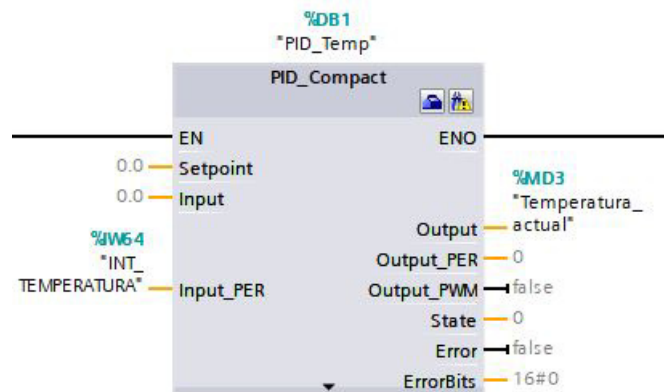 %DB1
"PID_Temp"
PID_Compact
EN
ENO
0.0
Setpoint
0.0
Input
%IW64
"INT_
TEMPERATURA"
Input_PER
%MD3
"Temperatura_
actual"
Output
Output_PER
0
Output_PWM
false
State
0
Error
false
ErrorBits
16#0